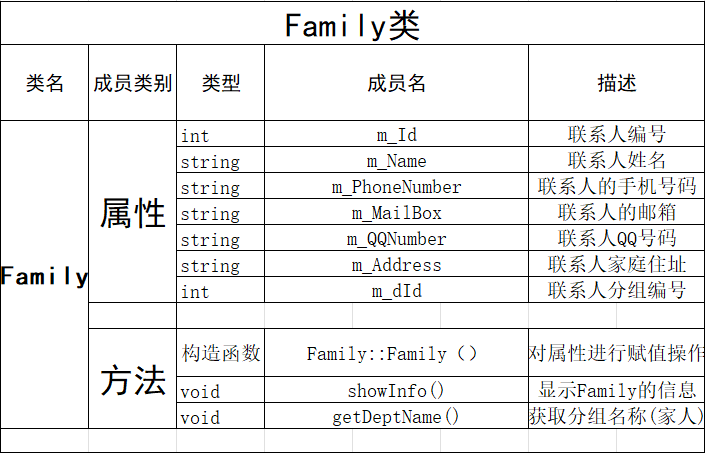 Family类
类名 成员类别 类型 成员名 描述
Family
属性
int m_Id 联系人编号
string m_Name 联系人姓名
string m_PhoneNumber 联系人的手机号码
string m_MailBox 联系人的邮箱
string m_QQNumber 联系人QQ号码
string m_Address 联系人家庭住址
int m_dId 联系人分组编号
方法
构造函数 Family::Family（） 对属性进行赋值操作
void showInfo() 显示Family的信息
void getDeptName() 获取分组名称(家人)